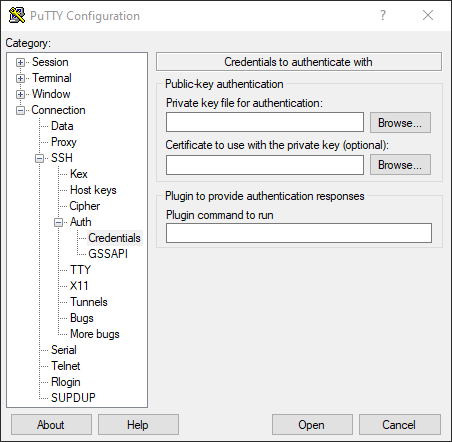 PuTTY Configuration
?
Category:
Session
Terminal
Window
Connection
Data
Proxy
SSH
Kex
Host keys
Cipher
Auth
Credentials
GSSAPI
TTY
X11
Tunnels
Bugs
More bugs
Serial
Telnet
Rlogin
SUPDUP
Credentials to authenticate with
Public-key authentication
Private key file for authentication:
Browse...
Certificate to use with the private key (optional):
Browse...
Plugin to provide authentication responses
Plugin command to run
About
Help
Open
Cancel